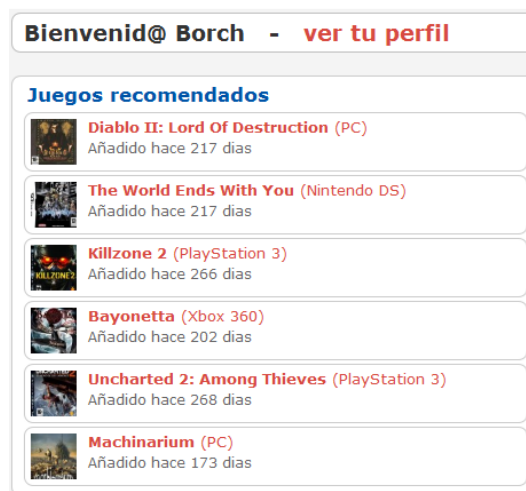 Bienvenid@ Borch - ver tu perfil
Juegos recomendados
Diablo II: Lord Of Destruction (PC)
Añadido hace 217 dias
The World Ends With You (Nintendo DS)
Añadido hace 217 dias
KILLZONE 2
Killzone 2 (PlayStation 3)
Añadido hace 266 dias
Bayonetta (Xbox 360)
Añadido hace 202 dias
Uncharted 2: Among Thieves (PlayStation 3)
Añadido hace 268 dias
Machinarium (PC)
Añadido hace 173 dias